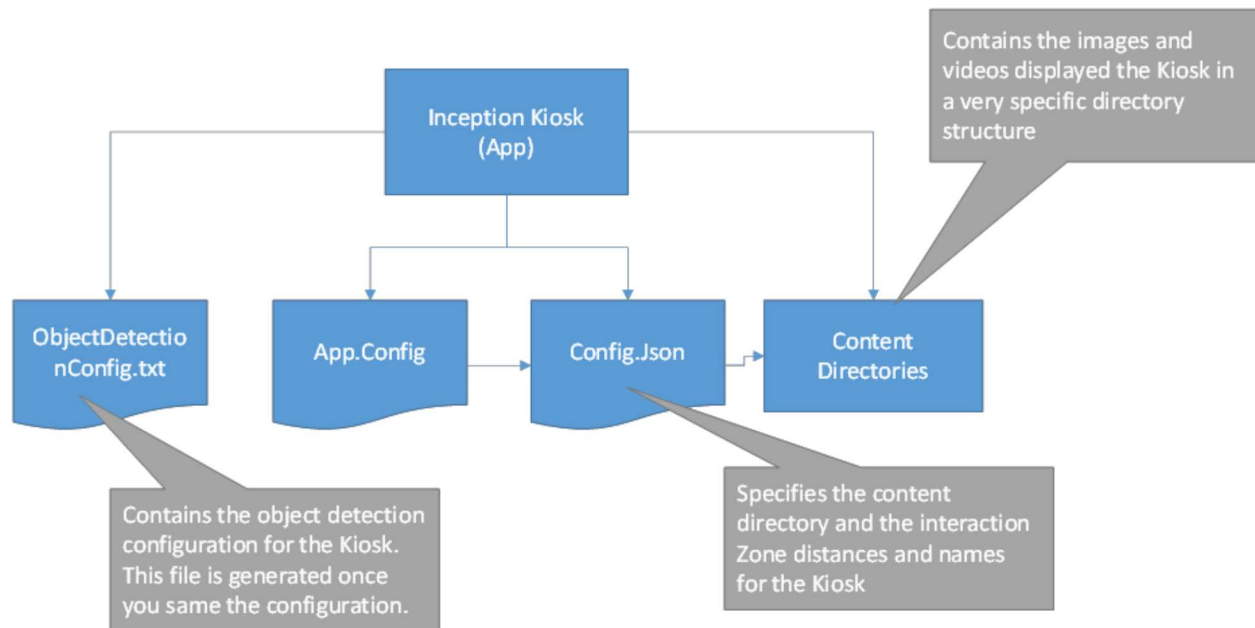 Contains the images and
videos displayed the Kiosk in
a very specific directory
structure
Inception Kiosk
(App)
ObjectDetectio
nConfig.txt
App.Config
Config.Json
Content
Directories
Contains the object detection
configuration for the Kiosk.
This file is generated once
you same the configuration.
Specifies the content
directory and the interaction
Zone distances and names
for the Kiosk